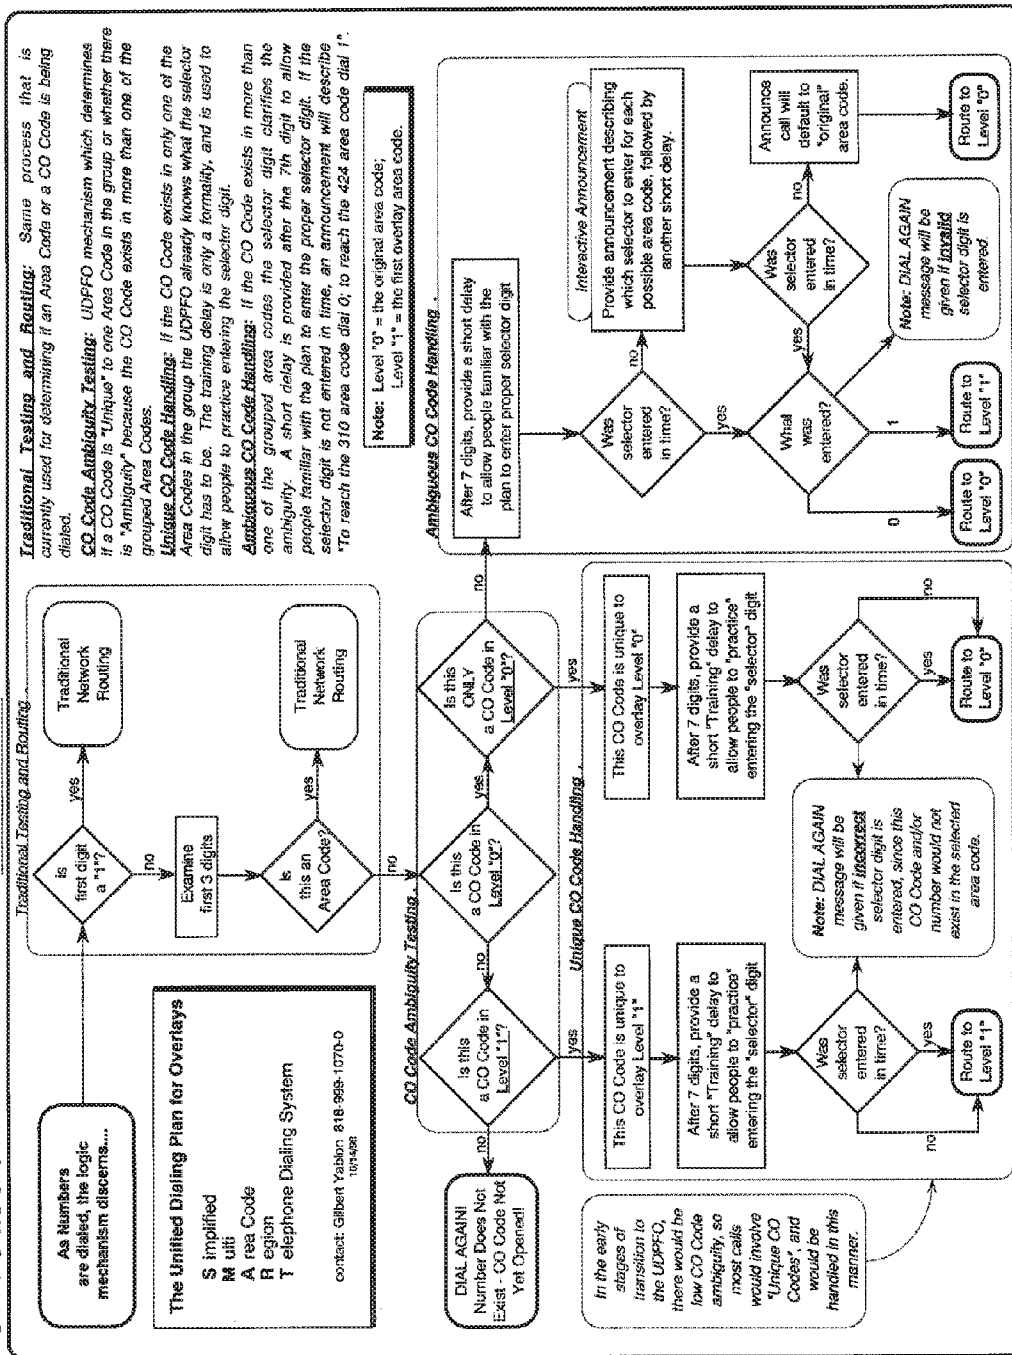 As Numbers
are dialed, the logic
mechanism discerns....
The Unified Dialing Plan for Overlays
S implified
M ulti
A rea Code
R egion
T elephone Dialing System
contact: Gilbert Yablon 818-999-1070-0
10/14/98
Traditional Testing and Routing
Is
first digit
a "1"?
yes
Traditional
Network
Routing
no
Examine
first 3 digits
Is
this an
Area Code?
yes
Traditional
Network
Routing
no
Traditional Testing and Routing: Same process that is
currently used for determining if an Area Code or a CO Code is being
dialed.
CO Code Ambiguity Testing: UDPFO mechanism which determines
if a CO Code is "Unique" to one Area Code in the group or whether there
is "Ambiguity" because the CO Code exists in more than one of the
grouped Area Codes.
Unique CO Code Handling: If the CO Code exists in only one of the
Area Codes in the group the UDPFO already knows what the selector
digit has to be. The training delay is only a formality, and is used to
allow people to practice entering the selector digit.
Ambiguous CO Code Handling: If the CO Code exists in more than
one of the grouped area codes the selector digit clarifies the
ambiguity. A short delay is provided after the 7th digit to allow
people familiar with the plan to enter the proper selector digit. If the
selector digit is not entered in time, an announcement will describe
"To reach the 310 area code dial 0; to reach the 424 area code dial 1".
Note: Level "0" = the original area code;
Level "1" = the first overlay area code.
CO Code Ambiguity Testing
Is this
a CO Code in
Level "1"?
no
Is this
a CO Code in
Level "0"?
yes
Is this
ONLY
a CO Code in
Level "0"?
no
no
DIAL AGAIN!
Number Does Not
Exist - CO Code Not
Yet Opened!!
yes
yes
Unique CO Code Handling
This CO Code is unique to
overlay Level "1"
After 7 digits, provide a
short "Training" delay to
allow people to "practice"
entering the "selector" digit
Was
selector
entered
in time?
no
yes
Route to
Level "1"
This CO Code is unique to
overlay Level "0"
After 7 digits, provide a
short "Training" delay to
allow people to "practice"
entering the "selector" digit
Was
selector
entered
in time?
no
yes
Route to
Level "0"
Note: DIAL AGAIN
message will be
given if incorrect
selector digit is
entered, since this
CO Code and/or
number would not
exist in the selected
area code.
In the early
stages of
transition to
the UDPFO,
there would be
low CO Code
ambiguity, so
most calls
would involve
"Unique CO
Codes", and
would be
handled in this
manner.
Ambiguous CO Code Handling
After 7 digits, provide a short delay
to allow people familiar with the
plan to enter proper selector digit
Was
selector
entered
in time?
no
yes
Interactive Announcement
Provide announcement describing
which selector to enter for each
possible area code, followed by
another short delay.
Was
selector
entered
in time?
no
yes
Announce
call will
default to
"original"
area code.
Route to
Level "0"
What
was
entered?
0
1
Route to
Level "0"
Route to
Level "1"
Note: DIAL AGAIN
message will be
given if invalid
selector digit is
entered.